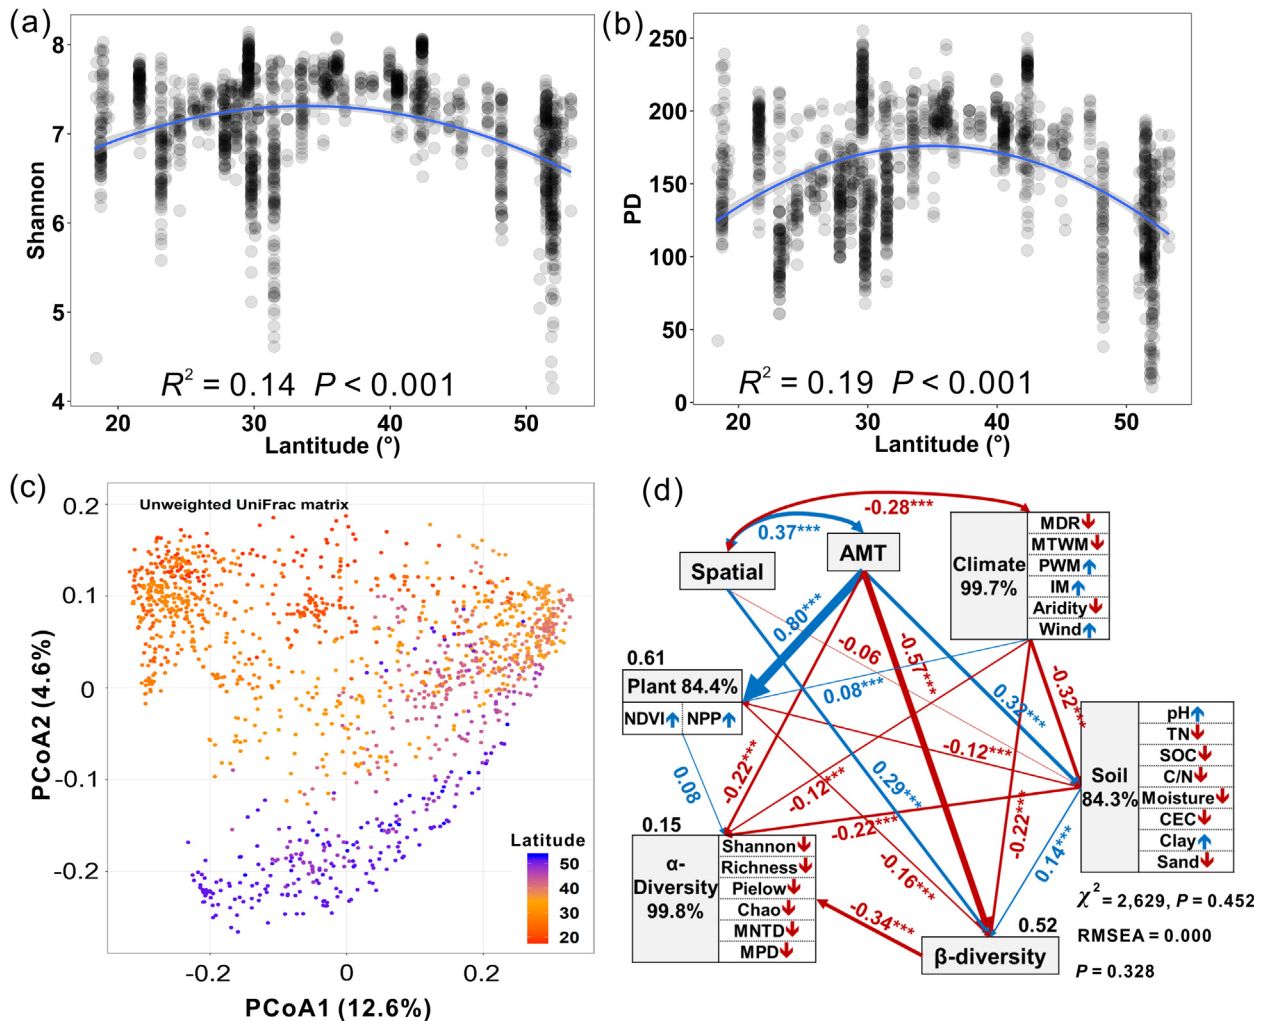 (a)
8
7
6
5
4
Shannon
R² = 0.14 P < 0.001
20 30 40 50
Lantitude (°)
(b)
250
200
150
100
50
0
PD
R² = 0.19 P < 0.001
20 30 40 50
Lantitude (°)
(c)
Unweighted UniFrac matrix
0.2
0.1
0
-0.1
-0.2
PCoA2 (4.6%)
Latitude
50
40
30
20
-0.2 0 0.2
PCoA1 (12.6%)
(d)
-0.28***
0.37***
Spatial
AMT
Climate
99.7%
MDR↓
MTWM↓
PWM↑
IM↑
Aridity↓
Wind↑
0.80***
-0.06
-0.57***
0.61
Plant 84.4%
NDVI↑ NPP↑
0.08***
0.32***
-0.32***
-0.12***
Soil
84.3%
pH↑
TN↓
SOC↓
C/N↓
Moisture↓
CEC↓
Clay↑
Sand↓
0.08
-0.22***
-0.12***
0.29***
-0.22***
-0.22***
0.14***
-0.16***
-0.34***
0.15
α-
Diversity
99.8%
Shannon↓
Richness↓
Pielow↓
Chao↓
MNTD↓
MPD↓
0.52
β-diversity
χ² = 2,629, P = 0.452
RMSEA = 0.000
P = 0.328